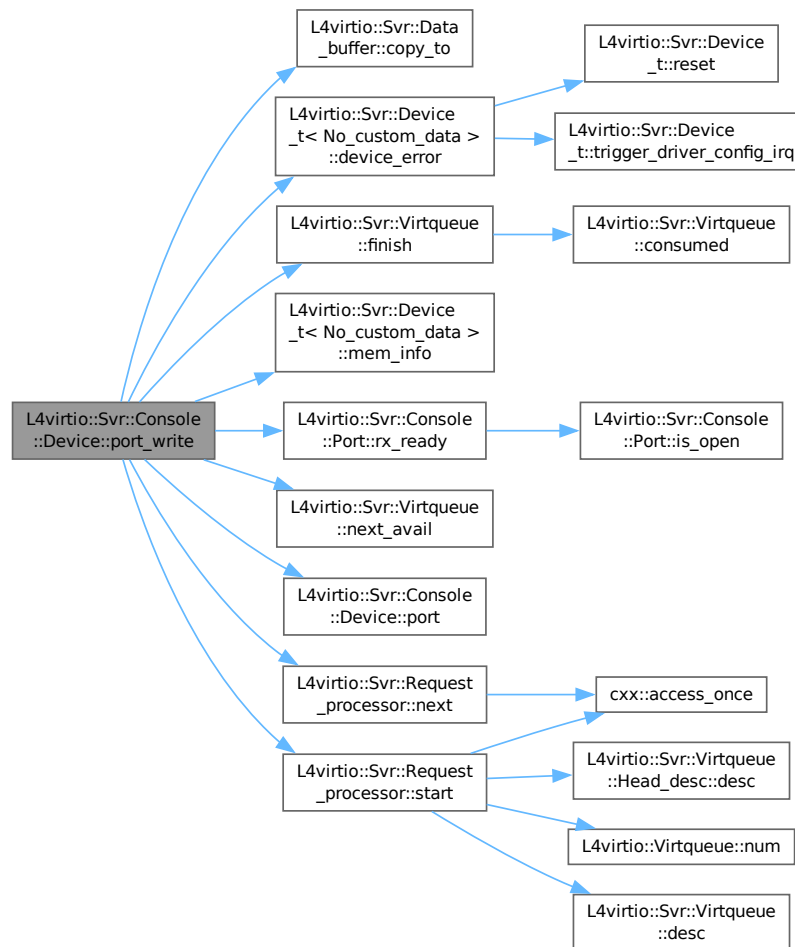 L4virtio::Svr::Console
::Device::port_write
L4virtio::Svr::Data
_buffer::copy_to
L4virtio::Svr::Device
_t< No_custom_data >
::device_error
L4virtio::Svr::Device
_t::reset
L4virtio::Svr::Device
_t::trigger_driver_config_irq
L4virtio::Svr::Virtqueue
::finish
L4virtio::Svr::Virtqueue
::consumed
L4virtio::Svr::Device
_t< No_custom_data >
::mem_info
L4virtio::Svr::Console
::Port::rx_ready
L4virtio::Svr::Console
::Port::is_open
L4virtio::Svr::Virtqueue
::next_avail
L4virtio::Svr::Console
::Device::port
L4virtio::Svr::Request
_processor::next
cxx::access_once
L4virtio::Svr::Request
_processor::start
L4virtio::Svr::Virtqueue
::Head_desc::desc
L4virtio::Virtqueue::num
L4virtio::Svr::Virtqueue
::desc